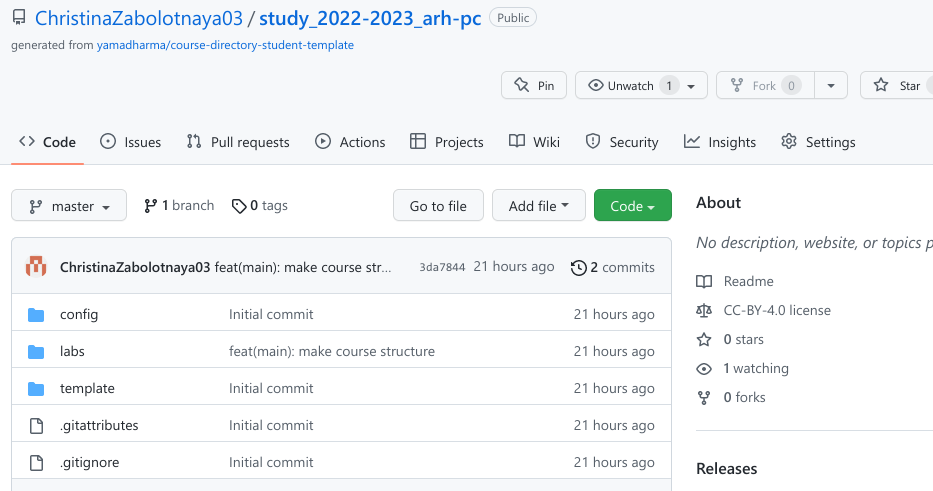 ChristinaZabolotnaya03 / study_2022-2023_arh-pc Public
generated from yamadharma/course-directory-student-template
Pin Unwatch 1 Fork 0 Star
Code Issues Pull requests Actions Projects Wiki Security Insights Settings
master 1 branch 0 tags Go to file Add file Code
ChristinaZabolotnaya03 feat(main): make course str... 3da7844 21 hours ago 2 commits
config Initial commit 21 hours ago
labs feat(main): make course structure 21 hours ago
template Initial commit 21 hours ago
.gitattributes Initial commit 21 hours ago
.gitignore Initial commit 21 hours ago
About
No description, website, or topics p
Readme
CC-BY-4.0 license
0 stars
1 watching
0 forks
Releases